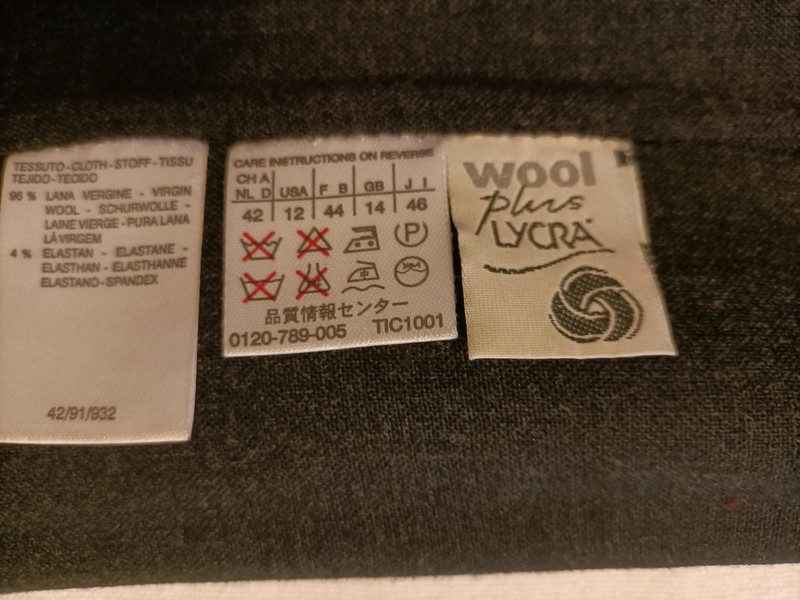 TESSUTO-CLOTH-STOFF-TISSU
TEJIDO-TECIDO
96 % LANA VERGINE - VIRGIN
WOOL - SCHURWOLLE -
LAINE VIERGE - PURA LANA
LÀ VIRGEM
4 % ELASTAN - ELASTANE -
ELASTHAN - ELASTHANNE
ELASTANO-SPANDEX
42/91/932
CARE INSTRUCTIONS ON REVERSE
CH A USA F B GB J I
NL D
42 12 44 14 46
P
品質情報センター
0120-789-005 TIC1001
wool
plus
LYCRA